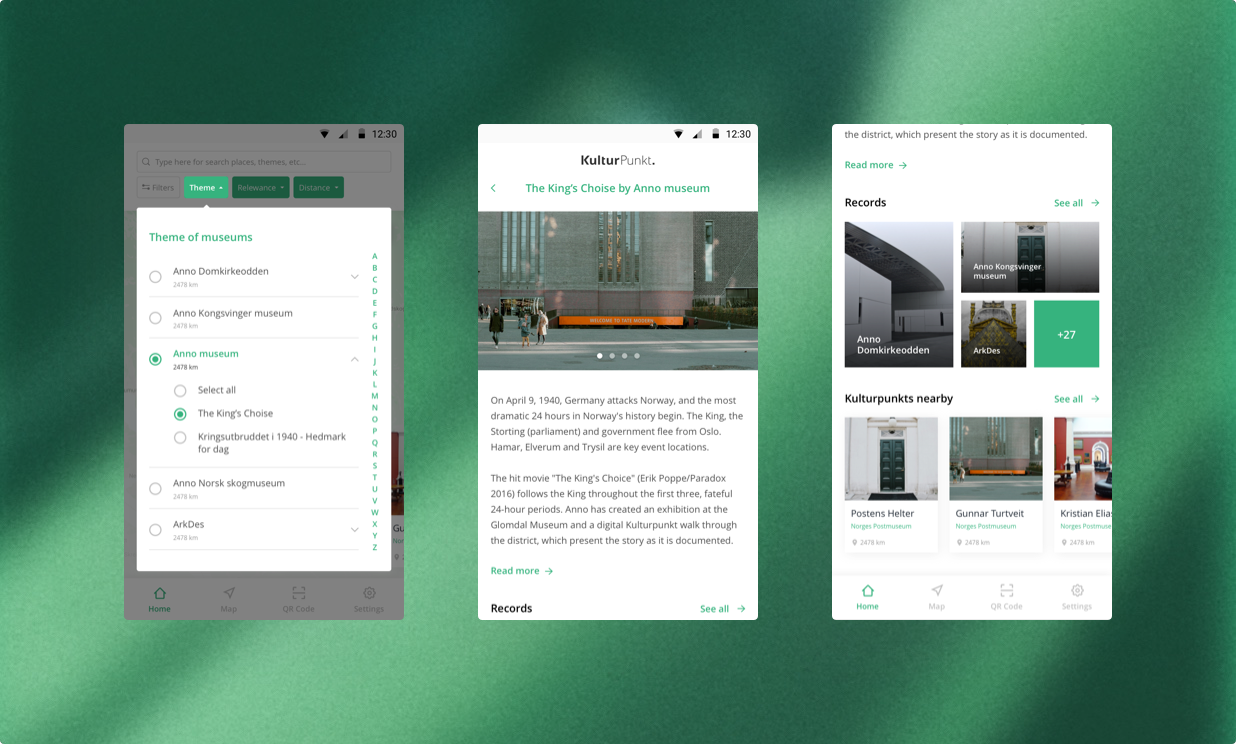 12:30
Type here for search places, themes, etc...
Filters
Theme
Relewance
Distance
Theme of museums
Anno Domkirkeodden
2478 km
Anno Kongsvinger museum
2478 km
Anno museum
2478 km
Select all
The King's Choise
Kringsutbruddet i 1940 - Hedmark
for dag
Anno Norsk skogmuseum
2478 km
ArkDes
2478 km
A
B
C
D
E
F
G
H
I
J
K
L
M
N
O
P
Q
R
S
T
U
V
W
X
Y
Z
Gu
Nor
Home
Map
QR Code
Settings
12:30
KulturPunkt.
The King's Choise by Anno museum
WELCOME TO TATE MODERN
On April 9, 1940, Germany attacks Norway, and the most
dramatic 24 hours in Norway's history begin. The King, the
Storting (parliament) and government flee from Oslo.
Hamar, Elverum and Trysil are key event locations.
The hit movie "The King's Choice" (Erik Poppe/Paradox
2016) follows the King throughout the first three, fateful
24-hour periods. Anno has created an exhibition at the
Glomdal Museum and a digital Kulturpunkt walk through
the district, which present the story as it is documented.
Read more
Records
See all
the district, which present the story as it is documented.
Read more
Records
See all
Anno
Domkirkeodden
Anno Kongsvinger
museum
ArkDes
+27
Kulturpunkts nearby
See all
Postens Helter
Norges Postmuseum
2478 km
Gunnar Turtveit
Norges Postmuseum
2478 km
Kristian Elias
Norges Postmuse
2478 km
Home
Map
QR Code
Settings